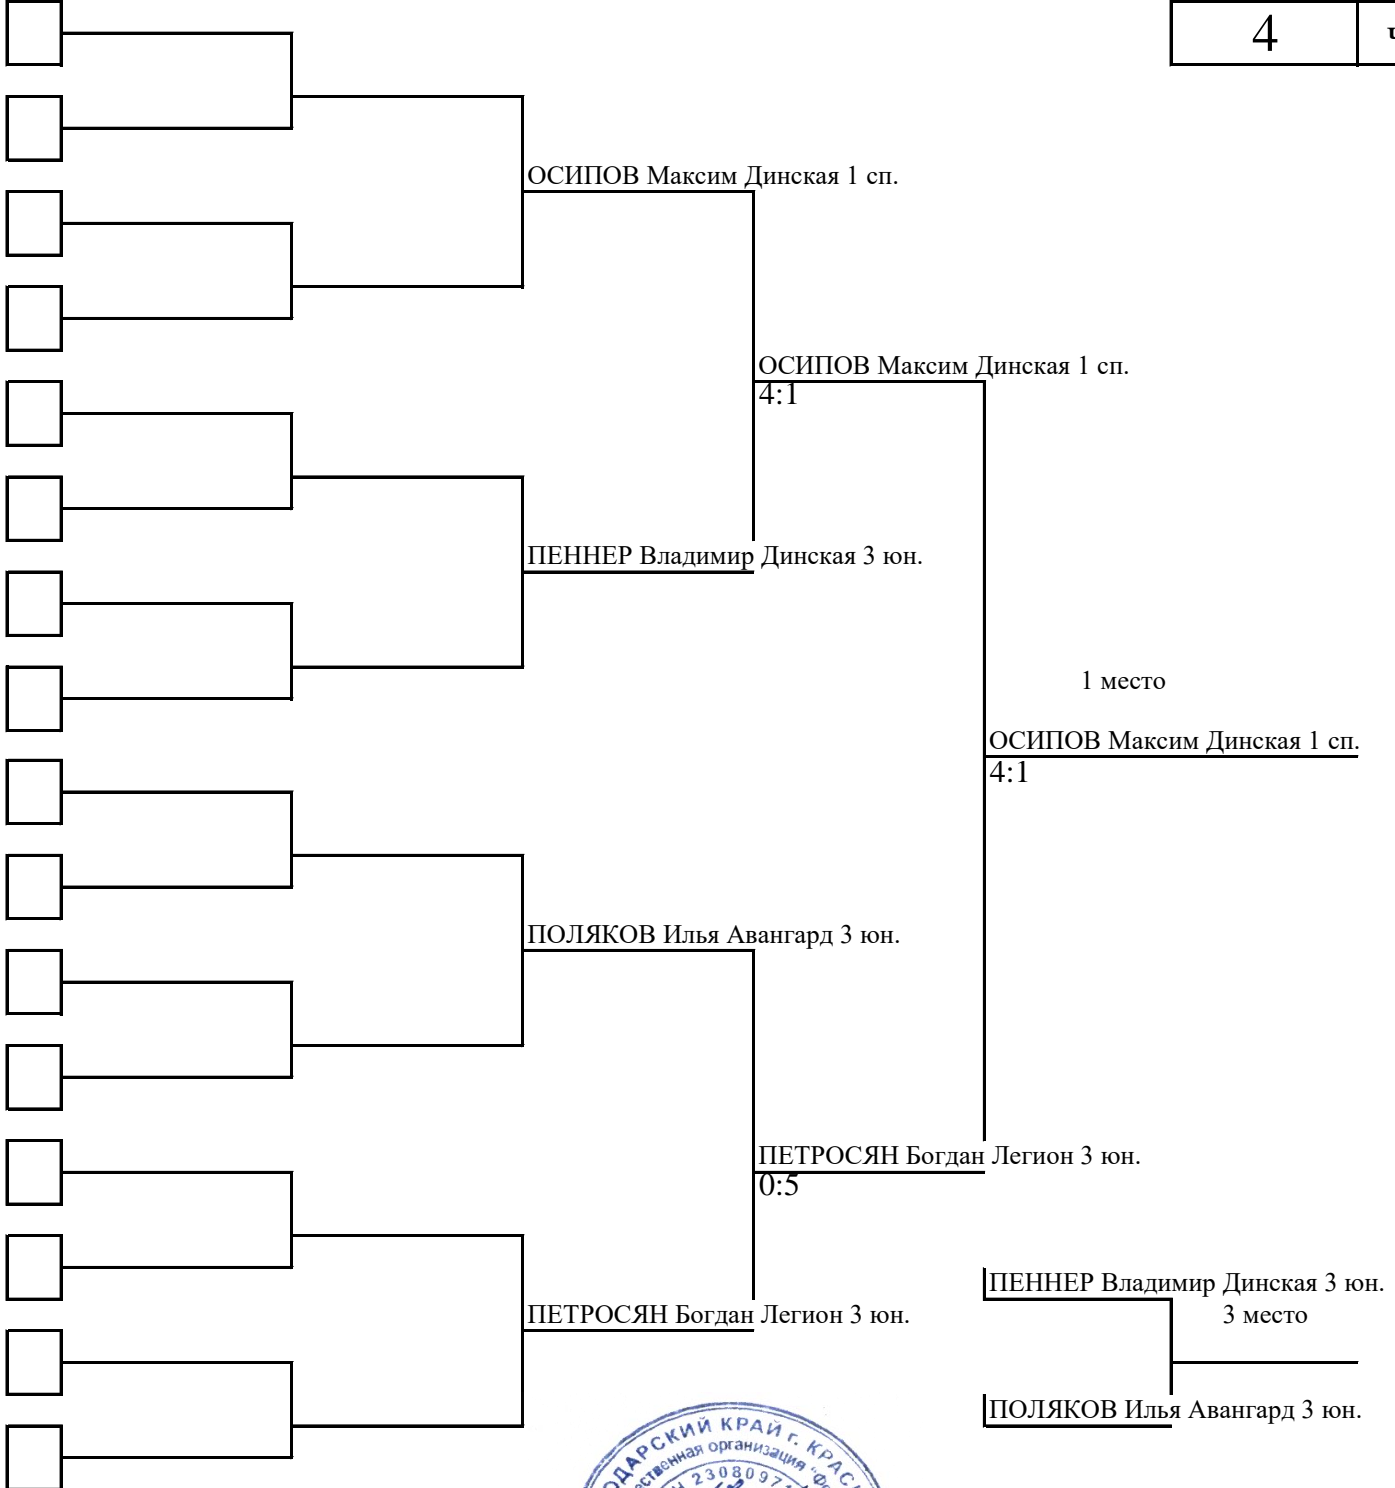 4
ОСИПОВ Максим Динская 1 сп.
ОСИПОВ Максим Динская 1 сп.
4:1
ПЕННЕР Владимир Динская 3 юн.
1 место
ОСИПОВ Максим Динская 1 сп.
4:1
ПОЛЯКОВ Илья Авангард 3 юн.
ПЕТРОСЯН Богдан Легион 3 юн.
0:5
ПЕННЕР Владимир Динская 3 юн.
ПЕТРОСЯН Богдан Легион 3 юн.
3 место
ПОЛЯКОВ Илья Авангард 3 юн.
КРАЙ г.
организация